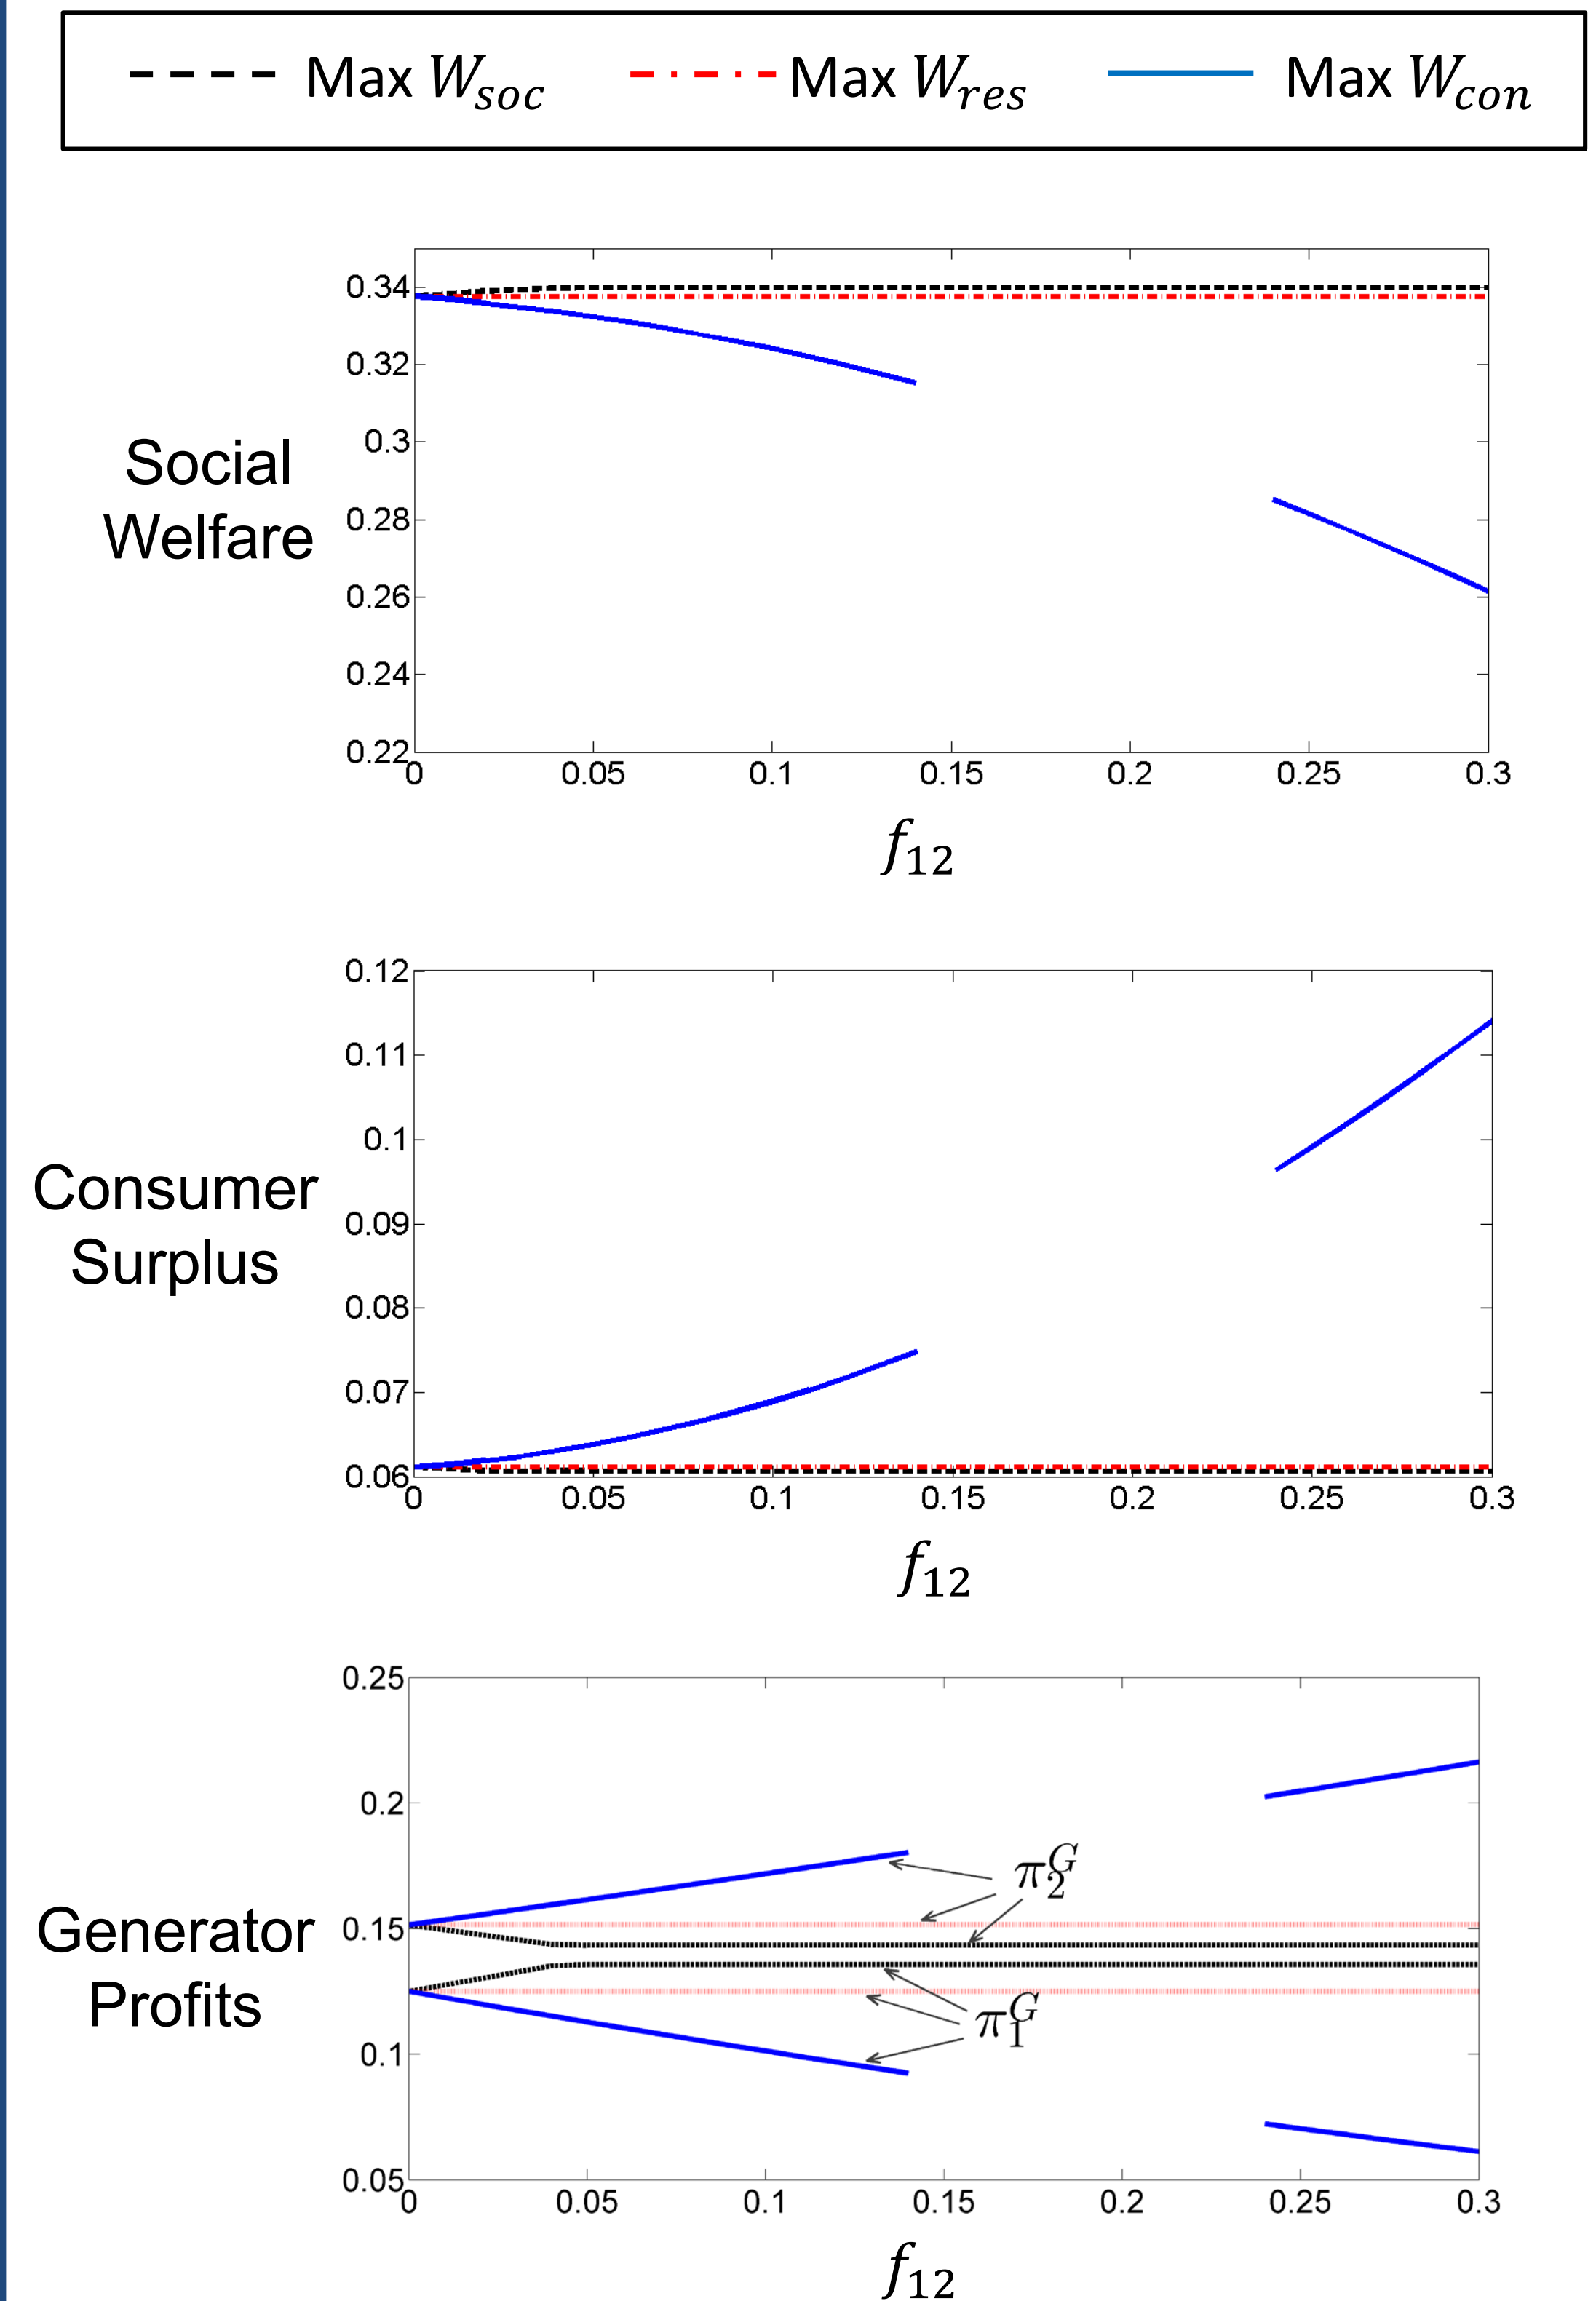 Max W_soc Max W_res Max W_con
Social
Welfare
0.34
0.32
0.3
0.28
0.26
0.24
0.22
0 0.05 0.1 0.15 0.2 0.25 0.3
f_12
Consumer
Surplus
0.12
0.11
0.1
0.09
0.08
0.07
0.06
0 0.05 0.1 0.15 0.2 0.25 0.3
f_12
Generator
Profits
0.25
0.2
0.15
0.1
0.05
π_2^G
π_1^G
0 0.05 0.1 0.15 0.2 0.25 0.3
f_12